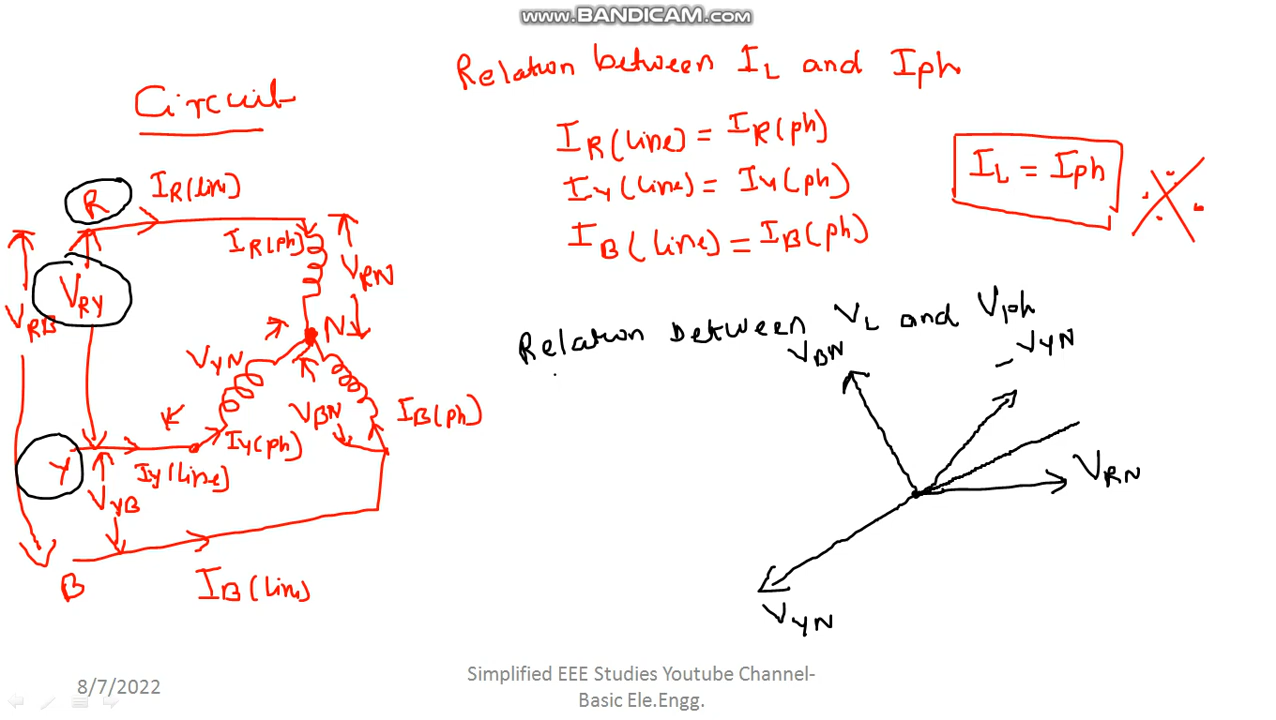 www.BANDICAM.com
Relation between IL and Iph
Circuit
IR(line) = IR(ph)
IY(line) = IY(ph)
IB(line) = IB(ph)
IL = Iph
R
IR(line)
IR(ph)
VRN
VRY
VRB
N
VYN
VBN
IB(ph)
Y
IY(ph)
IY(line)
VYB
B
IB(line)
Relation between VL and Vph
VBN
-VYN
VRN
VYN
8/7/2022
Simplified EEE Studies Youtube Channel-
Basic Ele.Engg.